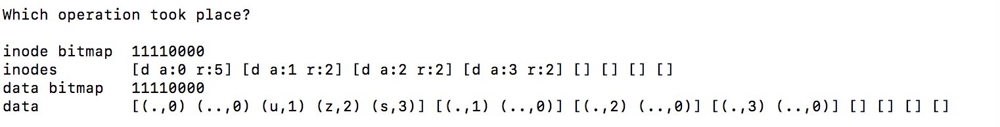 Which operation took place?
inode bitmap 11110000
inodes [d a:0 r:5] [d a:1 r:2] [d a:2 r:2] [d a:3 r:2] [] [] [] []
data bitmap 11110000
data [(.,0) (..,0) (u,1) (z,2) (s,3)] [(.,1) (..,0)] [(.,2) (..,0)] [(.,3) (..,0)] [] [] [] []